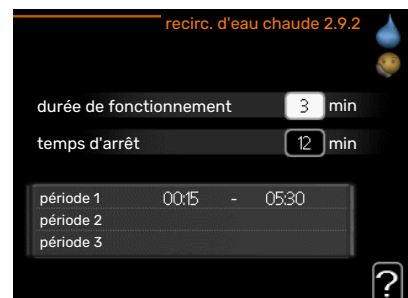 recirc. d'eau chaude 2.9.2
durée de fonctionnement 3 min
temps d'arrêt 12 min
période 1 00:15 - 05:30
période 2
période 3
?